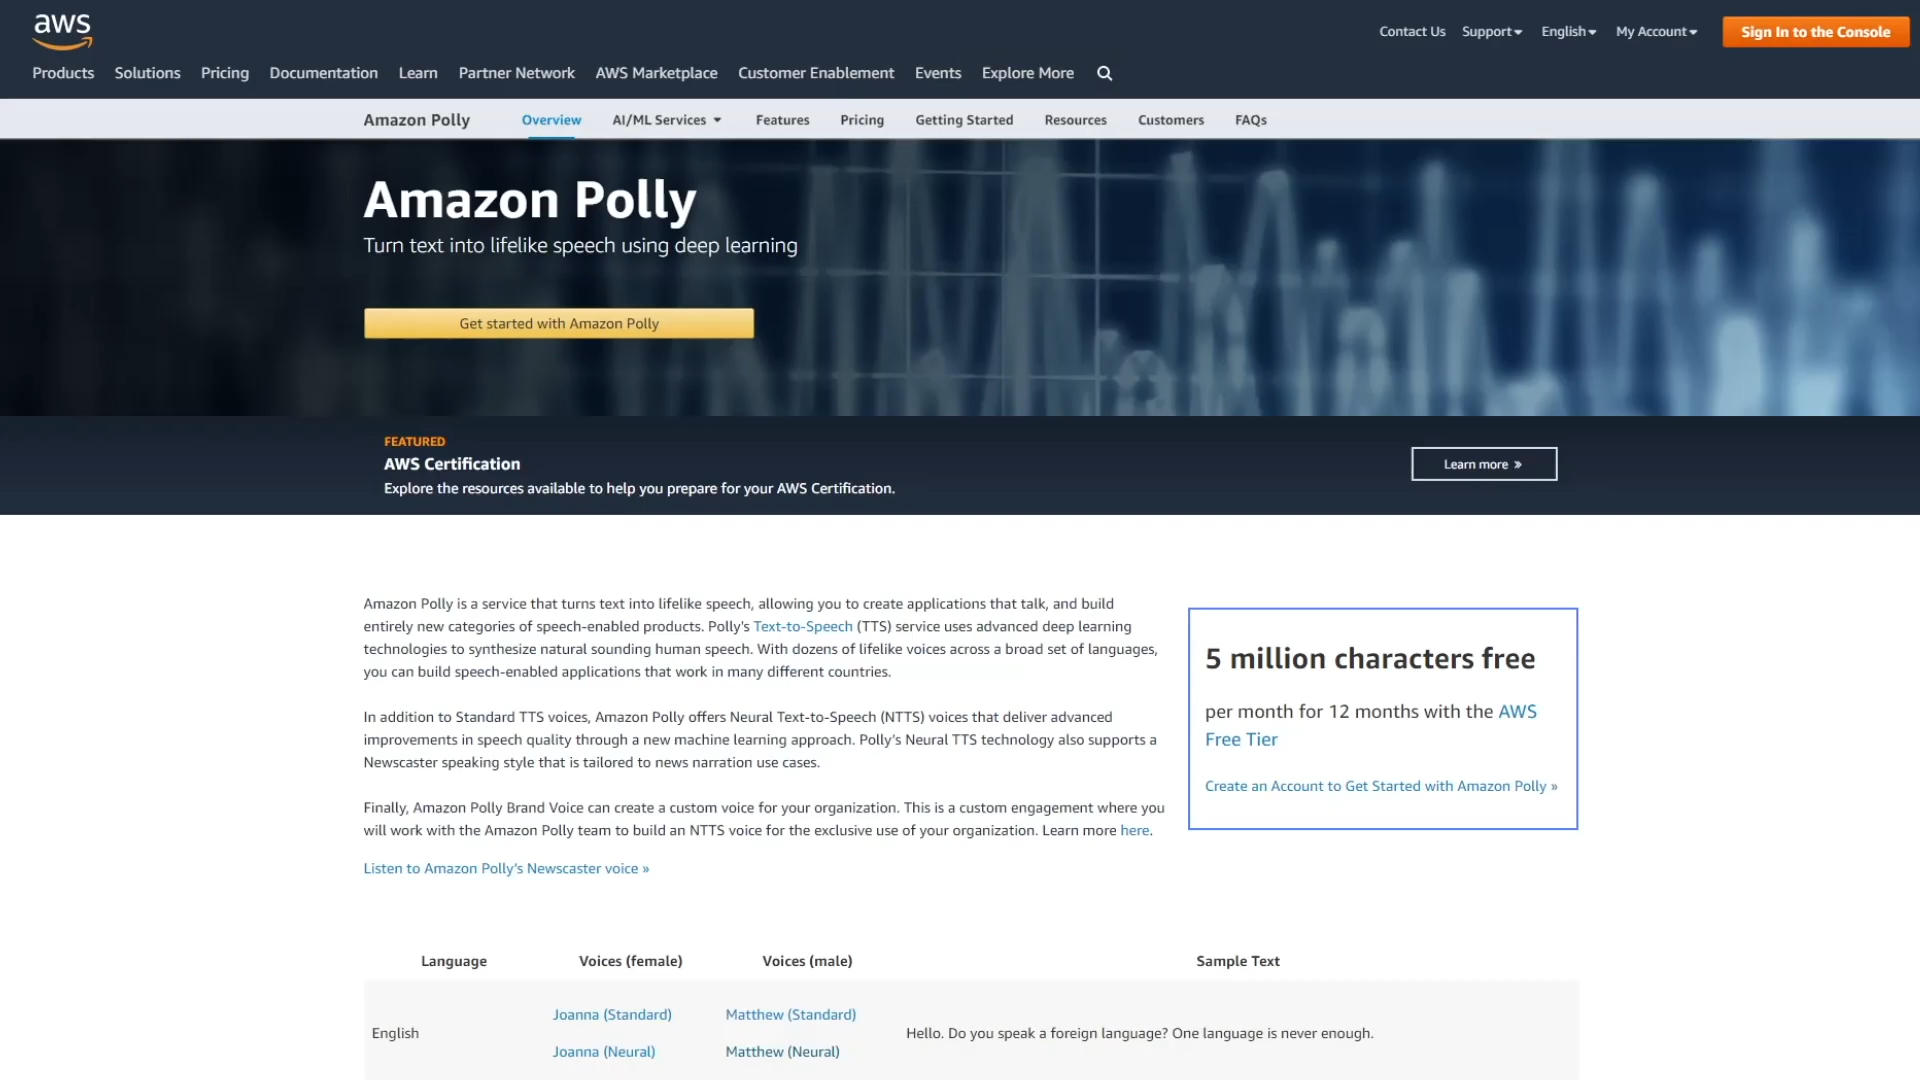 aws
Contact Us Support English My Account Sign In to the Console
Products Solutions Pricing Documentation Learn Partner Network AWS Marketplace Customer Enablement Events Explore More
Amazon Polly Overview AI/ML Services Features Pricing Getting Started Resources Customers FAQs
Amazon Polly
Turn text into lifelike speech using deep learning
Get started with Amazon Polly
FEATURED
AWS Certification
Explore the resources available to help you prepare for your AWS Certification.
Learn more »
Amazon Polly is a service that turns text into lifelike speech, allowing you to create applications that talk, and build
entirely new categories of speech-enabled products. Polly's Text-to-Speech (TTS) service uses advanced deep learning
technologies to synthesize natural sounding human speech. With dozens of lifelike voices across a broad set of languages,
you can build speech-enabled applications that work in many different countries.
In addition to Standard TTS voices, Amazon Polly offers Neural Text-to-Speech (NTTS) voices that deliver advanced
improvements in speech quality through a new machine learning approach. Polly's Neural TTS technology also supports a
Newscaster speaking style that is tailored to news narration use cases.
Finally, Amazon Polly Brand Voice can create a custom voice for your organization. This is a custom engagement where you
will work with the Amazon Polly team to build an NTTS voice for the exclusive use of your organization. Learn more here.
Listen to Amazon Polly's Newscaster voice »
5 million characters free
per month for 12 months with the AWS
Free Tier
Create an Account to Get Started with Amazon Polly »
Language Voices (female) Voices (male) Sample Text
Joanna (Standard) Matthew (Standard)
English Hello. Do you speak a foreign language? One language is never enough.
Joanna (Neural) Matthew (Neural)